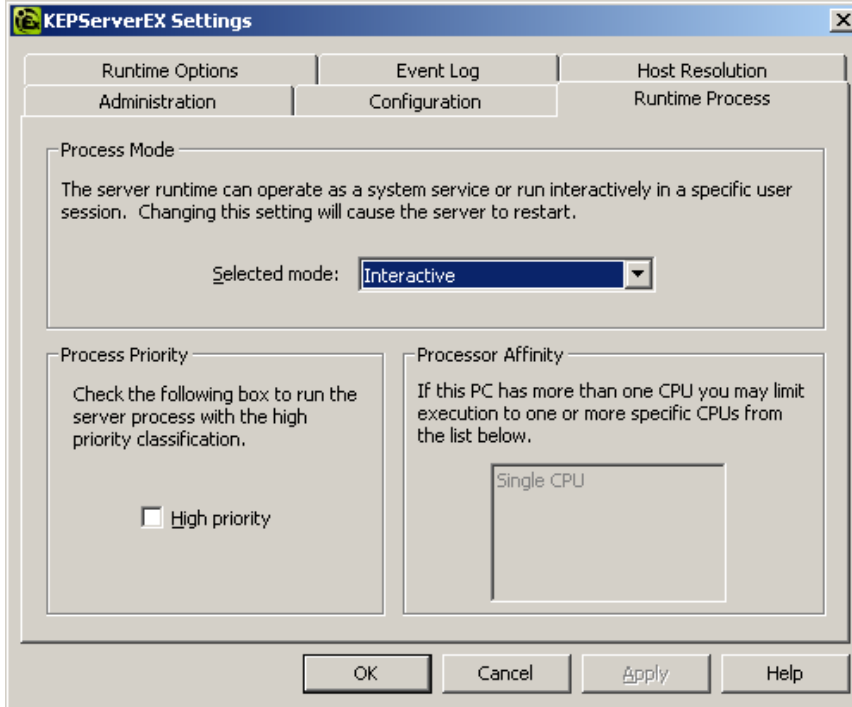 KEPServerEX Settings
Runtime Options
Event Log
Host Resolution
Administration
Configuration
Runtime Process
Process Mode
The server runtime can operate as a system service or run interactively in a specific user
session.  Changing this setting will cause the server to restart.
Selected mode:
Interactive
Process Priority
Check the following box to run the
server process with the high
priority classification.
High priority
Processor Affinity
If this PC has more than one CPU you may limit
execution to one or more specific CPUs from
the list below.
Single CPU
OK
Cancel
Apply
Help